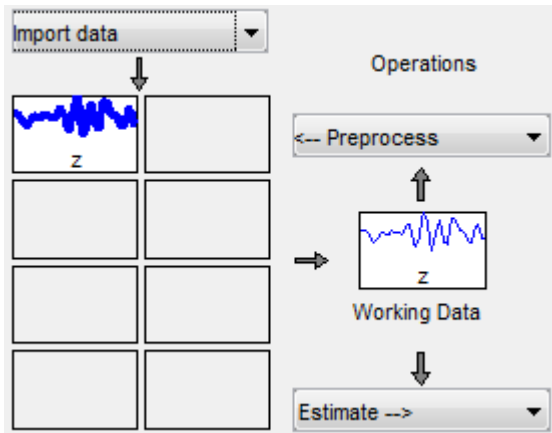 Import data
Operations
z
<-- Preprocess
z
Working Data
Estimate -->